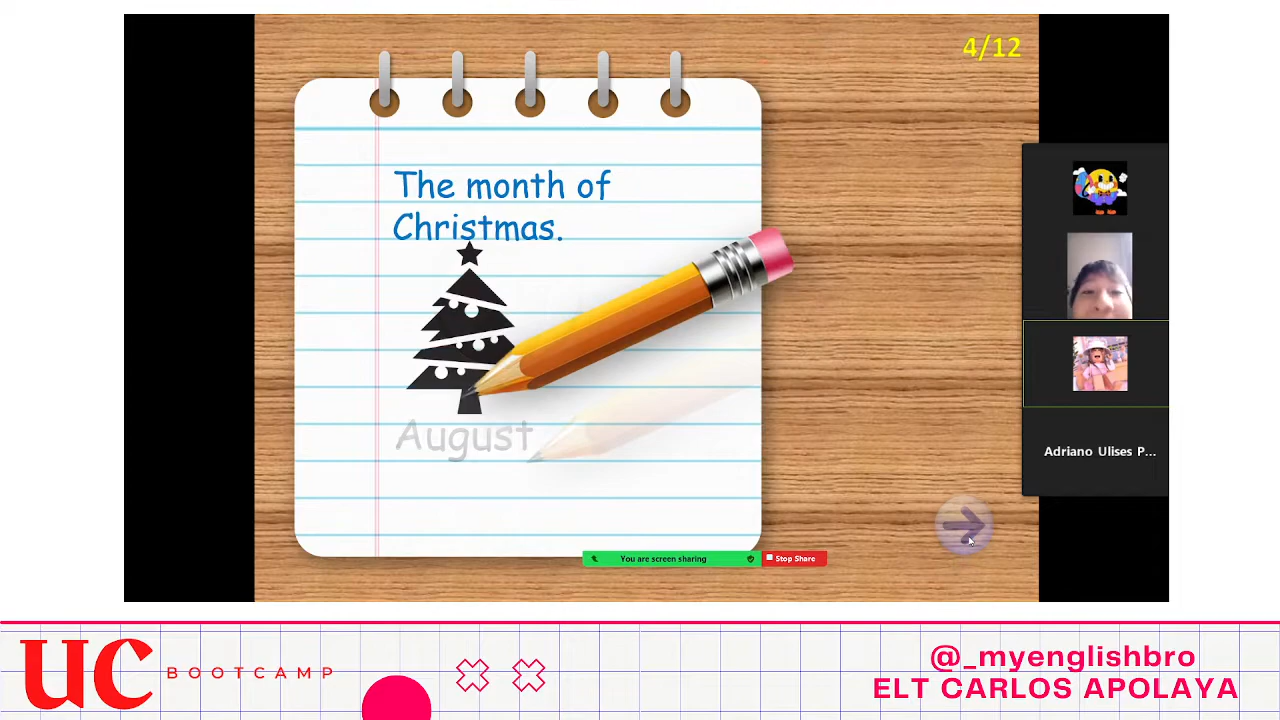 4/12
The month of
Christmas.
August
Adriano Ulises P...
You are screen sharing
Stop Share
UC
BOOTCAMP
@_myenglishbro
ELT CARLOS APOLAYA